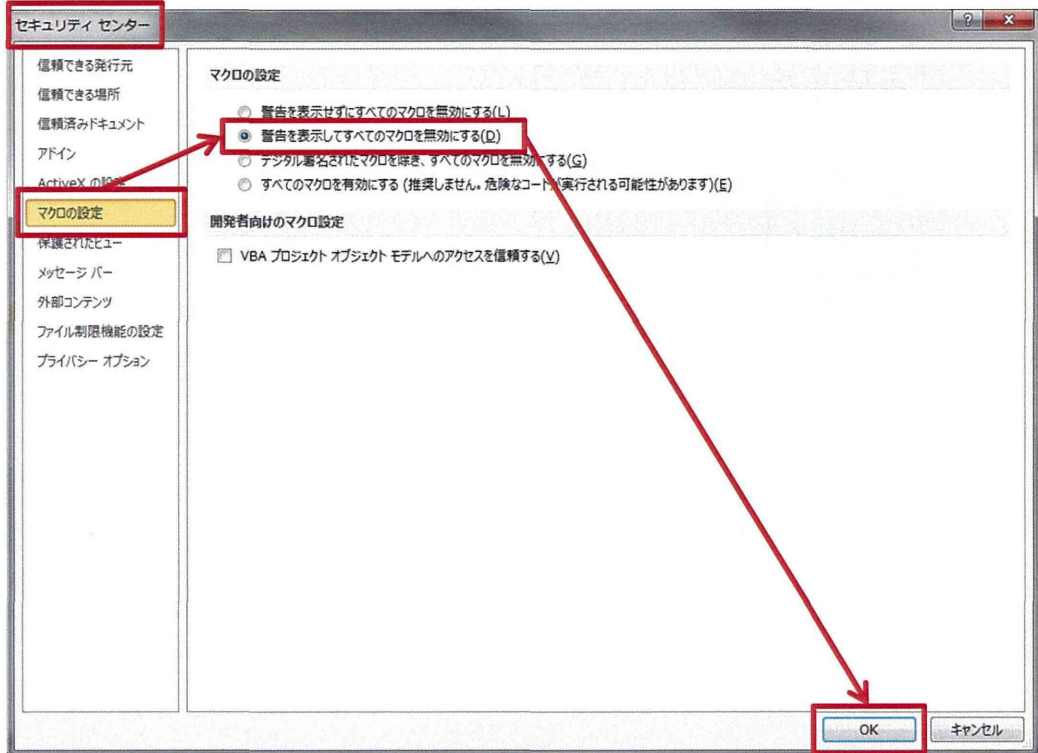 セキュリティ センター
信頼できる発行元
信頼できる場所
信頼済みドキュメント
アドイン
ActiveX の設定
マクロの設定
保護されたビュー
メッセージ バー
外部コンテンツ
ファイル制限機能の設定
プライバシー オプション
マクロの設定
警告を表示せずにすべてのマクロを無効にする(L)
警告を表示してすべてのマクロを無効にする(D)
デジタル署名されたマクロを除き、すべてのマクロを無効にする(G)
すべてのマクロを有効にする (推奨しません。危険なコードが実行される可能性があります)(E)
開発者向けのマクロ設定
VBA プロジェクト オブジェクト モデルへのアクセスを信頼する(V)
OK
キャンセル